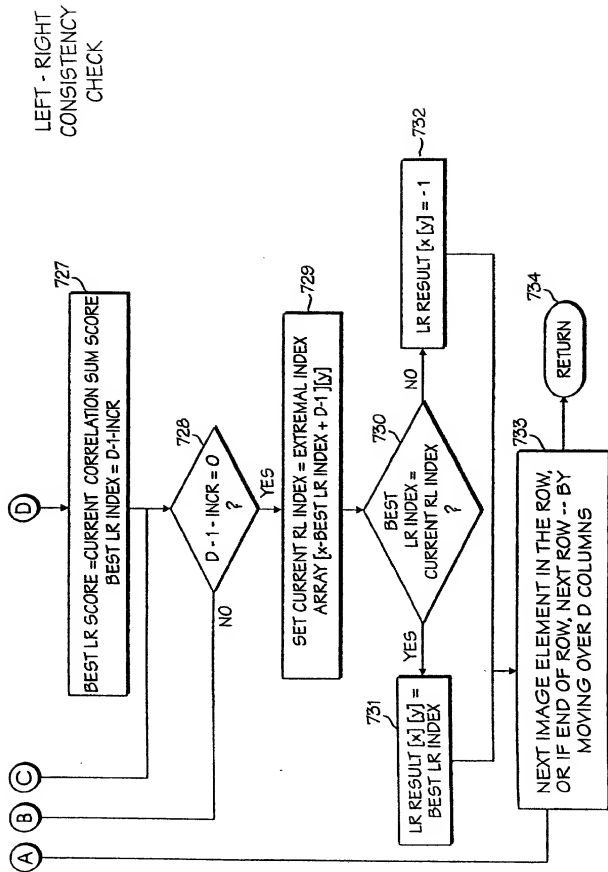 LEFT - RIGHT
CONSISTENCY
CHECK
A
B
C
D
727
BEST LR SCORE =CURRENT CORRELATION SUM SCORE
BEST LR INDEX = D-1-INCR
728
D - 1 - INCR = 0
?
NO
YES
729
SET CURRENT RL INDEX = EXTREMAL INDEX
ARRAY [x-BEST LR INDEX + D-1][y]
730
BEST
LR INDEX =
CURRENT RL INDEX
?
YES
NO
731
LR RESULT [x] [y] =
BEST LR INDEX
732
LR RESULT [x [y] = - 1
733
NEXT IMAGE ELEMENT IN THE ROW,
OR IF END OF ROW, NEXT ROW -- BY
MOVING OVER D COLUMNS
734
RETURN